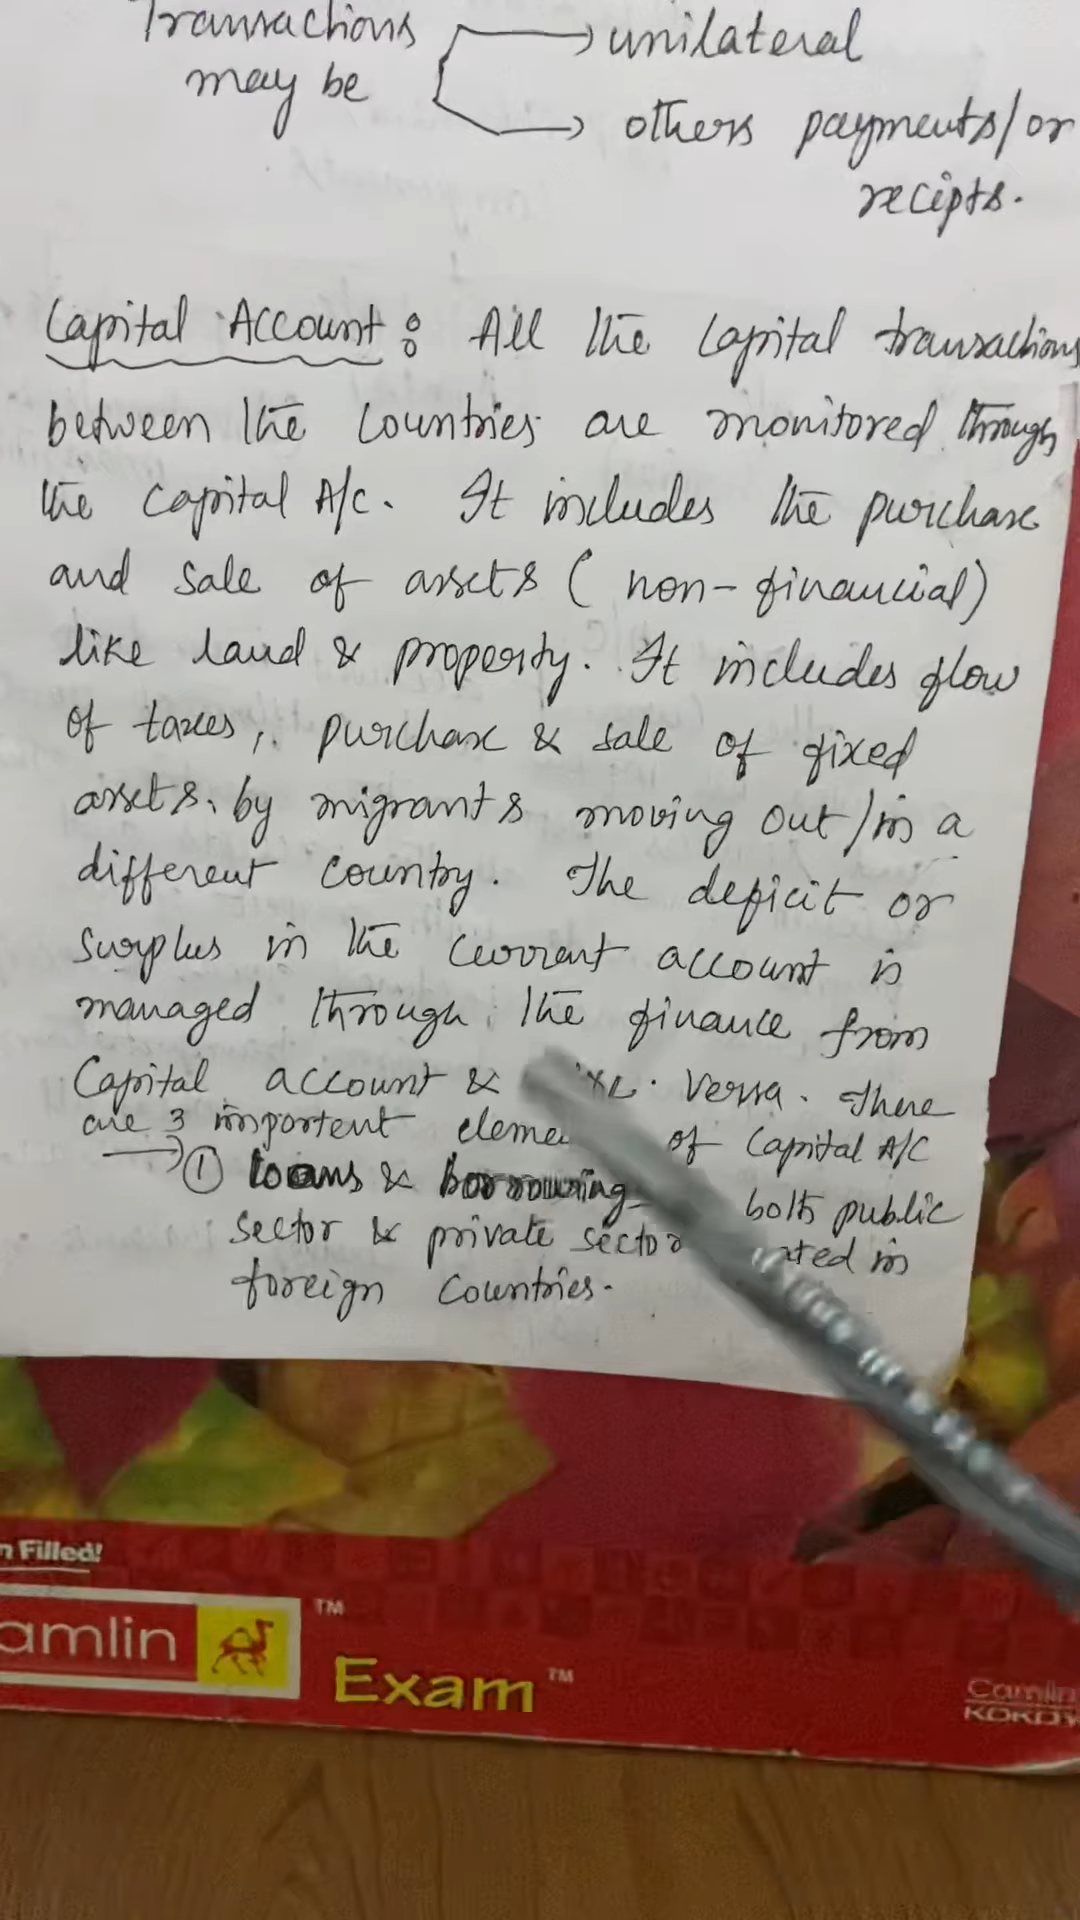 Transactions → unilateral
may be → others payments/or
recipts.
Capital Account : All the Capital transactions
between the Countries are monitored through
the Capital A/c. It includes the purchase
and sale of assets ( non-financial)
like land & property. It includes flow
of taxes, purchase & sale of fixed
assets by migrants moving out/in a
different Country. The deficit or
surplus in the current account is
managed through the finance from
Capital account & versa. There
are 3 importent of Capital A/C
→ ① loans & borrowing both public
sector & private sector in
foreign Countries.
n Filled!
amlin TM
Exam TM
Camlin
KOKUY